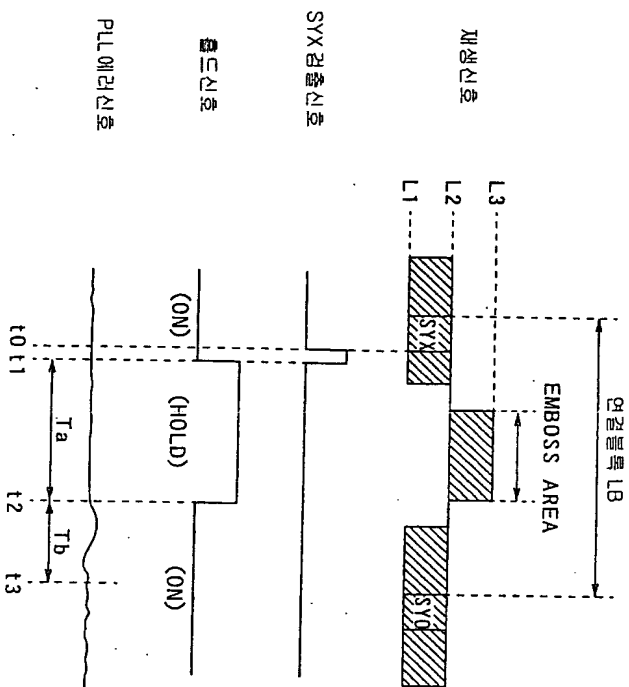 연결블록 LB
EMBOSS AREA
L3
L2
L1
재생신호
SYX
SY0
SYX 검출신호
홀드신호
(ON)
(HOLD)
(ON)
PLL 에러신호
t0
t1
Ta
t2
Tb
t3